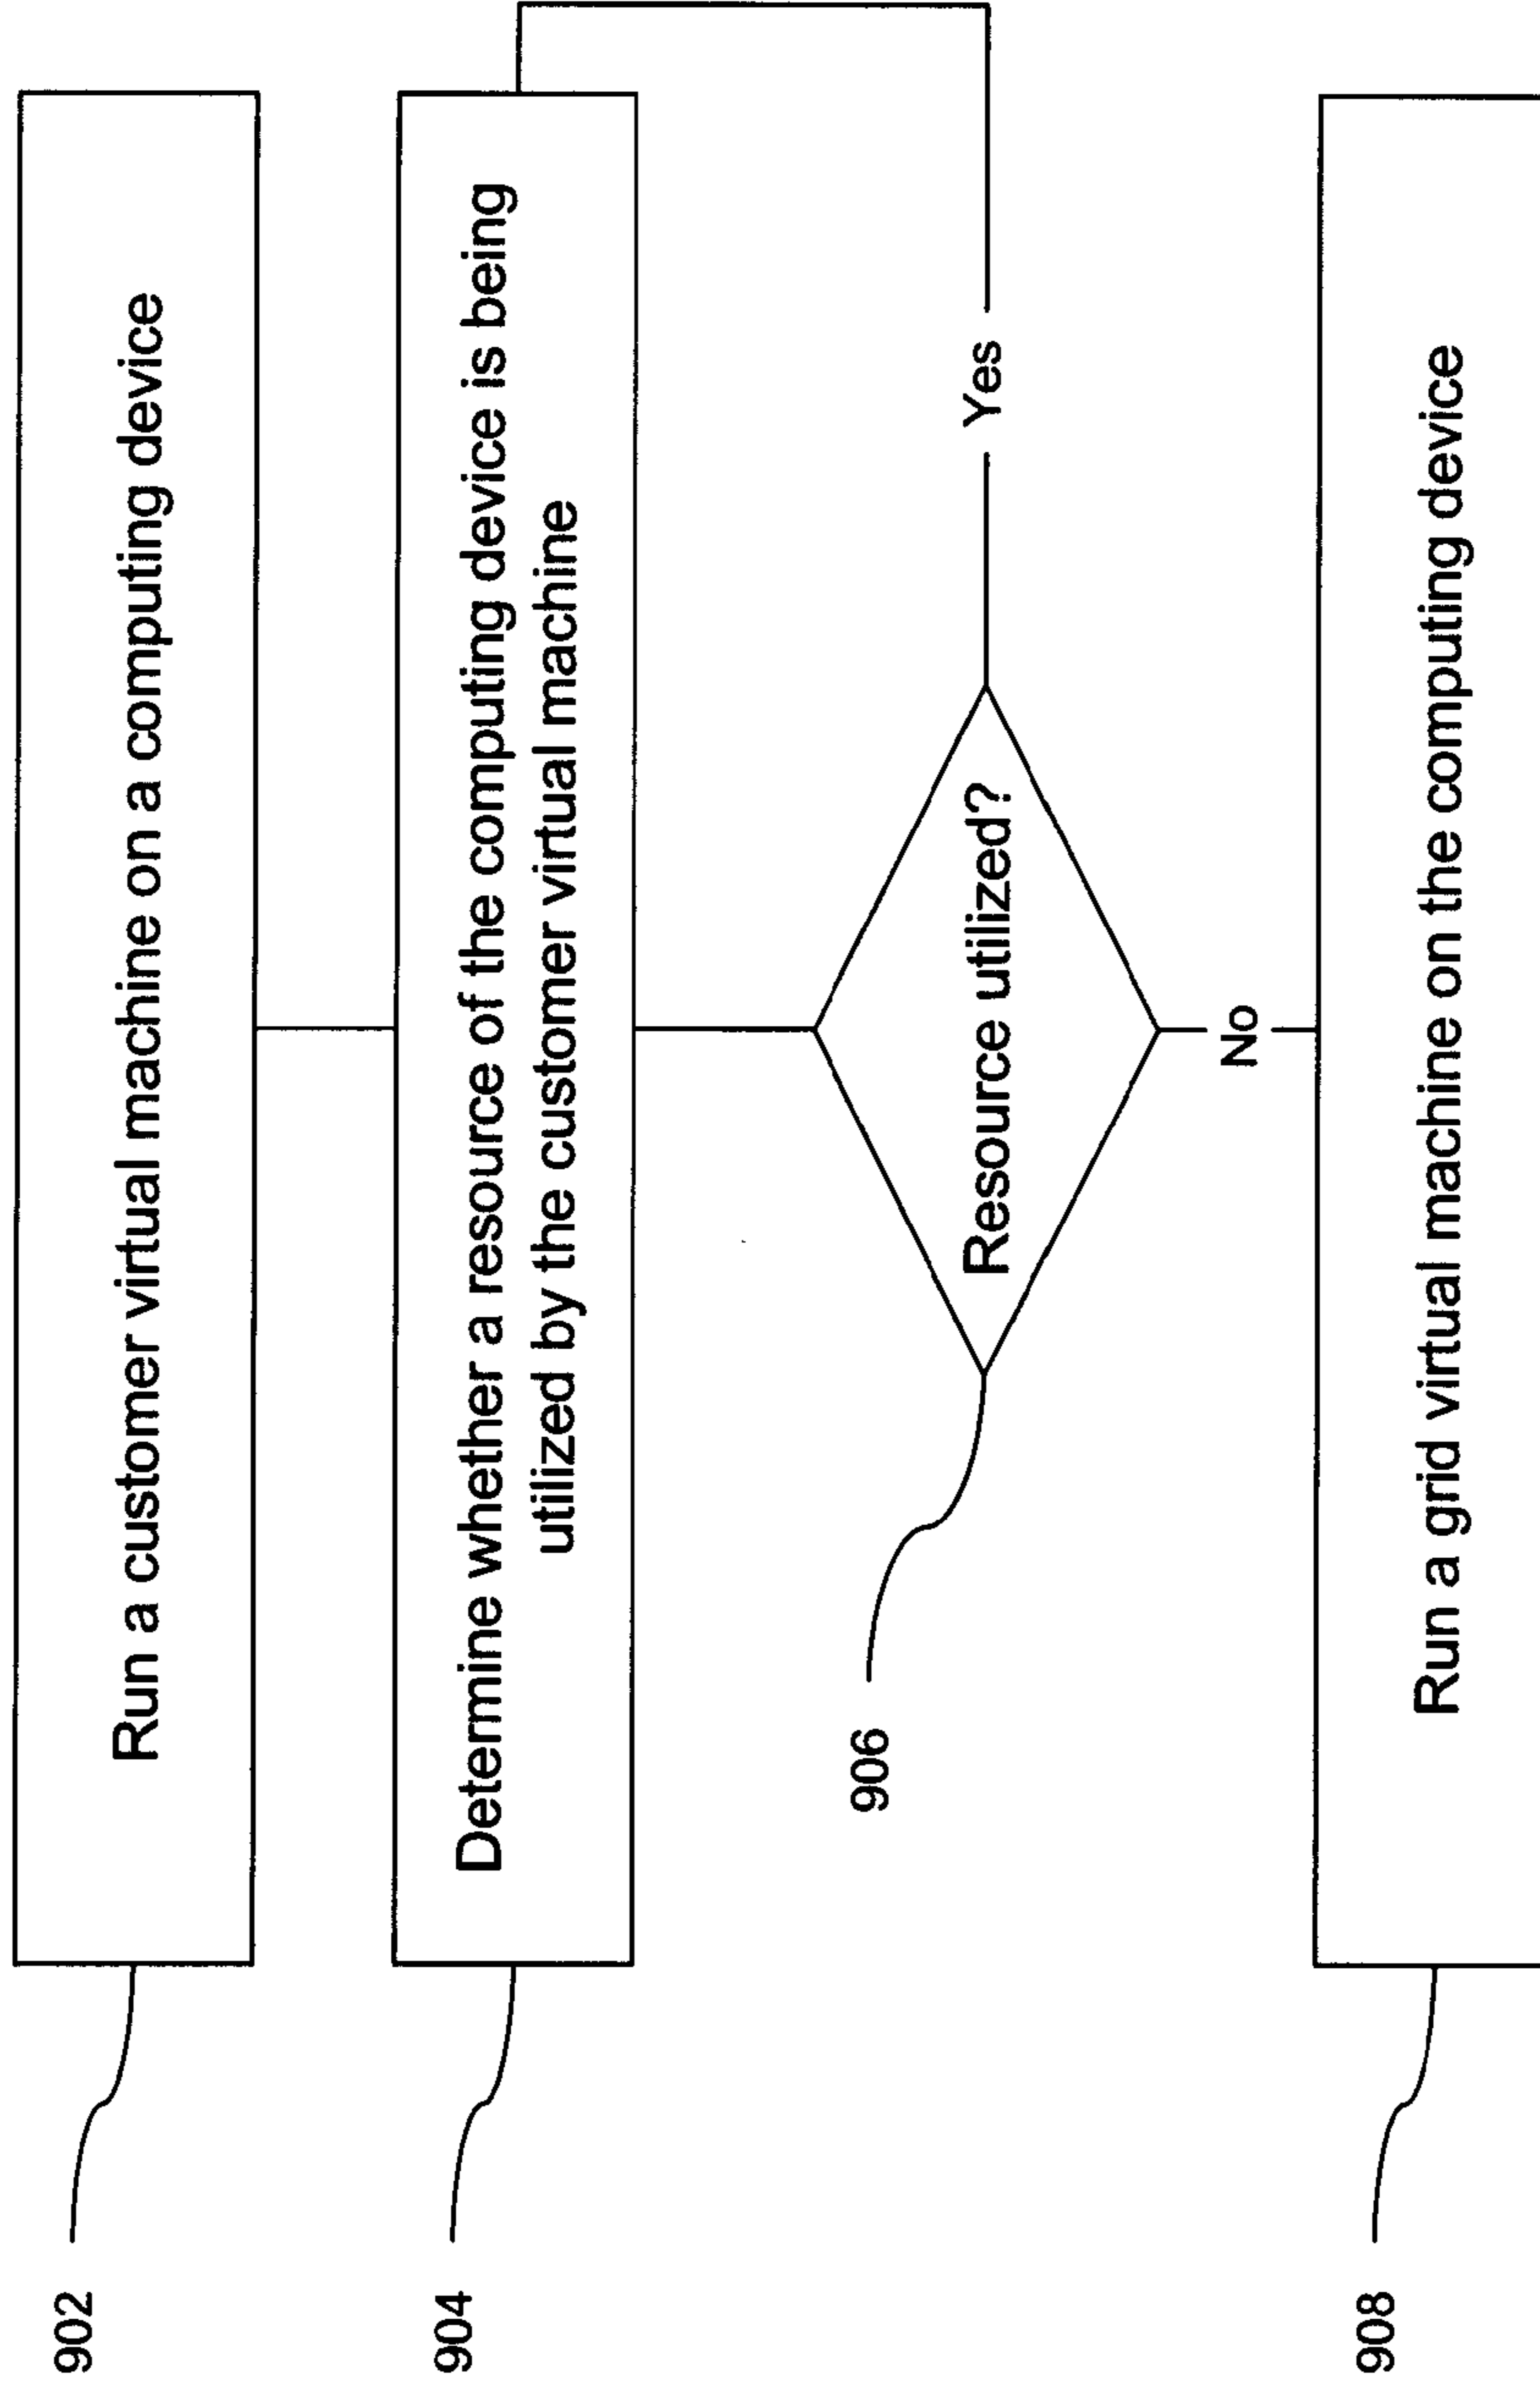 902
Run a customer virtual machine on a computing device
904
Determine whether a resource of the computing device is being
utilized by the customer virtual machine
906
Resource utilized?
Yes
No
908
Run a grid virtual machine on the computing device